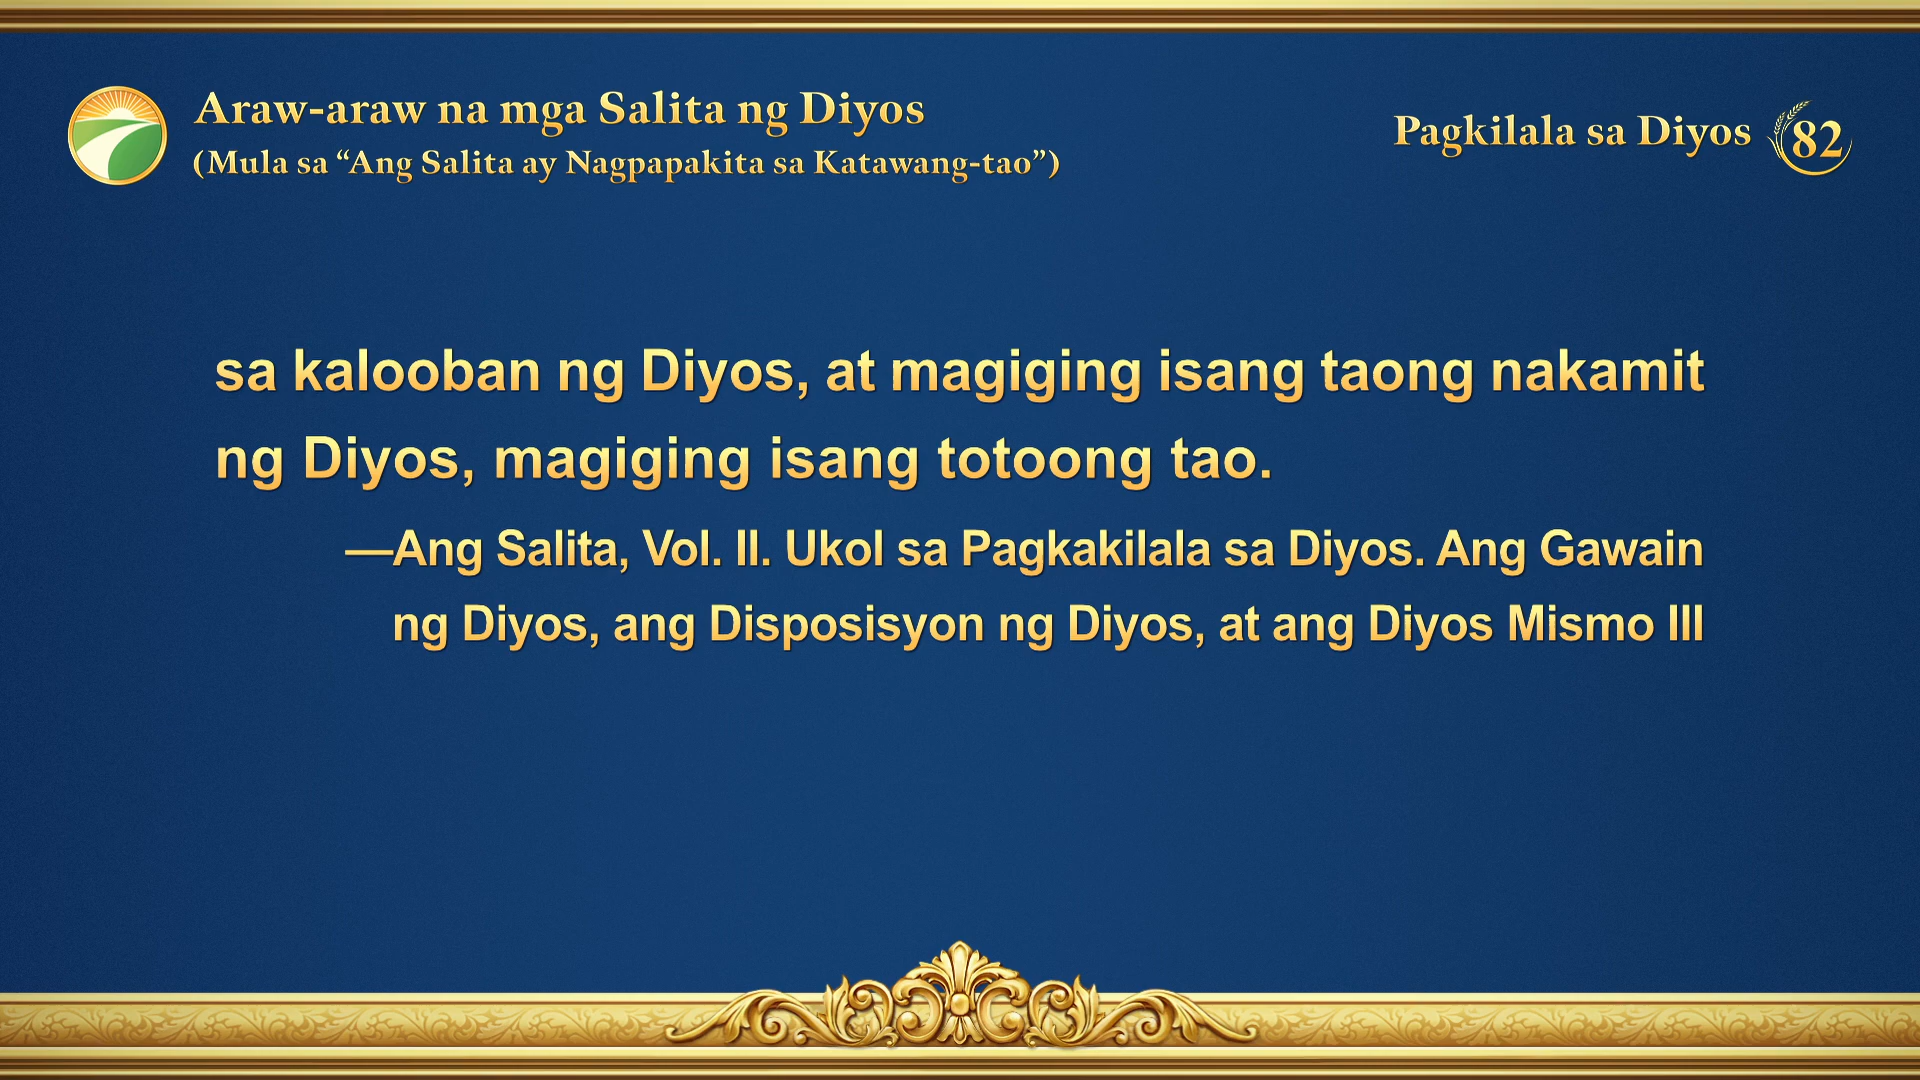 Araw-araw na mga Salita ng Diyos
(Mula sa “Ang Salita ay Nagpapakita sa Katawang-tao”)
Pagkilala sa Diyos 82
sa kalooban ng Diyos, at magiging isang taong nakamit
ng Diyos, magiging isang totoong tao.
—Ang Salita, Vol. II. Ukol sa Pagkakilala sa Diyos. Ang Gawain
ng Diyos, ang Disposisyon ng Diyos, at ang Diyos Mismo III